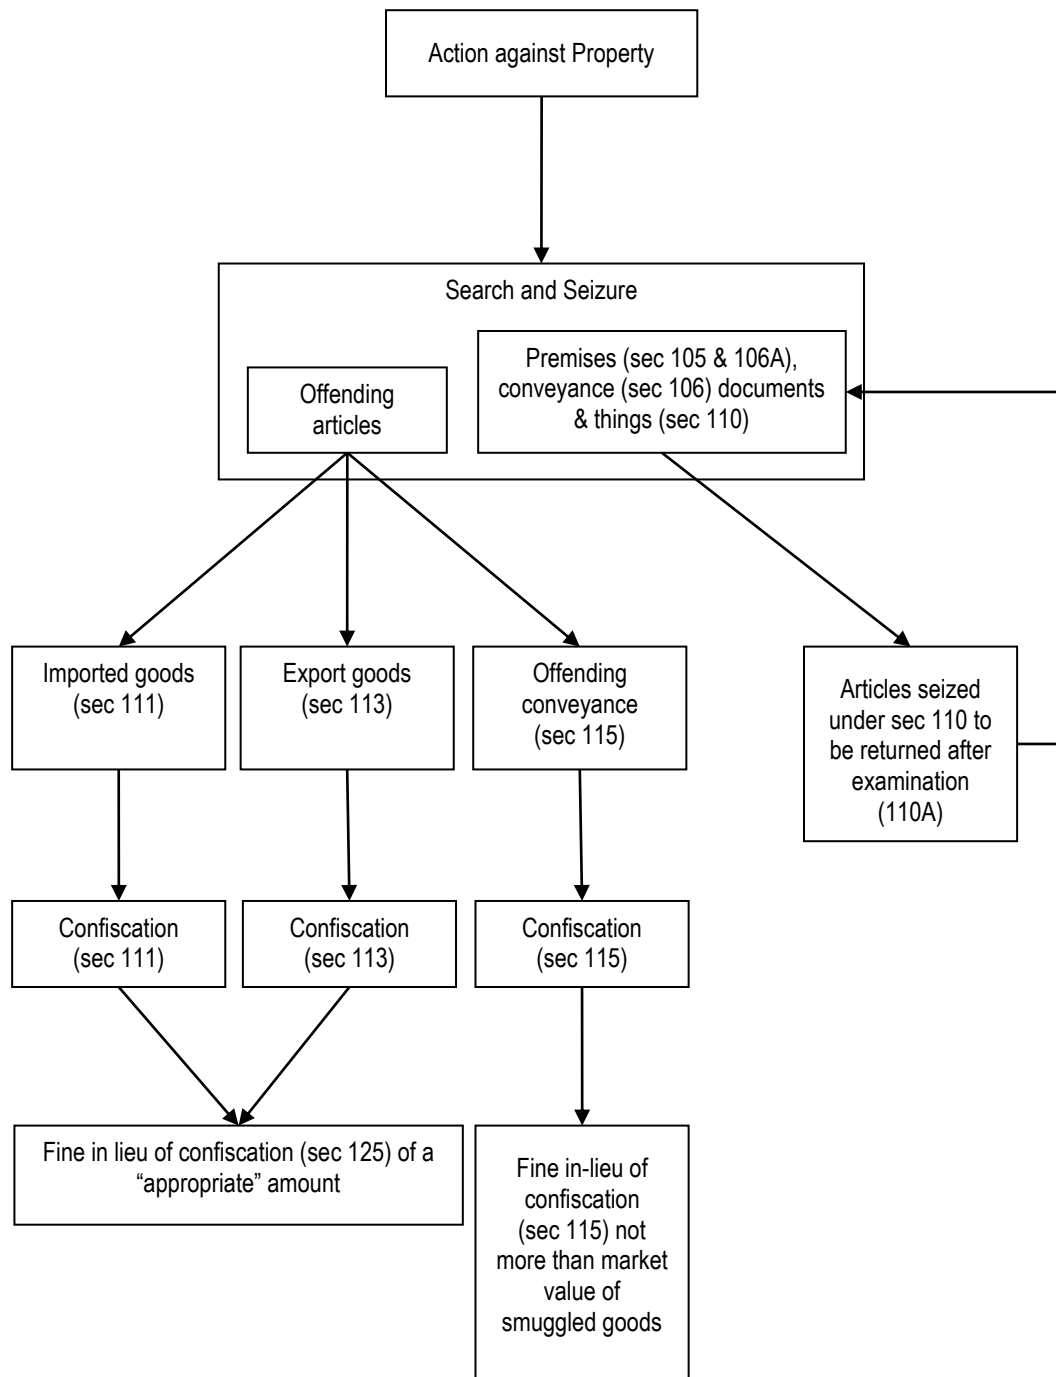 Action against Property
Search and Seizure
Offending
articles
Premises (sec 105 & 106A),
conveyance (sec 106) documents
& things (sec 110)
Imported goods
(sec 111)
Export goods
(sec 113)
Offending
conveyance
(sec 115)
Articles seized
under sec 110 to
be returned after
examination
(110A)
Confiscation
(sec 111)
Confiscation
(sec 113)
Confiscation
(sec 115)
Fine in lieu of confiscation (sec 125) of a
“appropriate” amount
Fine in-lieu of
confiscation
(sec 115) not
more than market
value of
smuggled goods